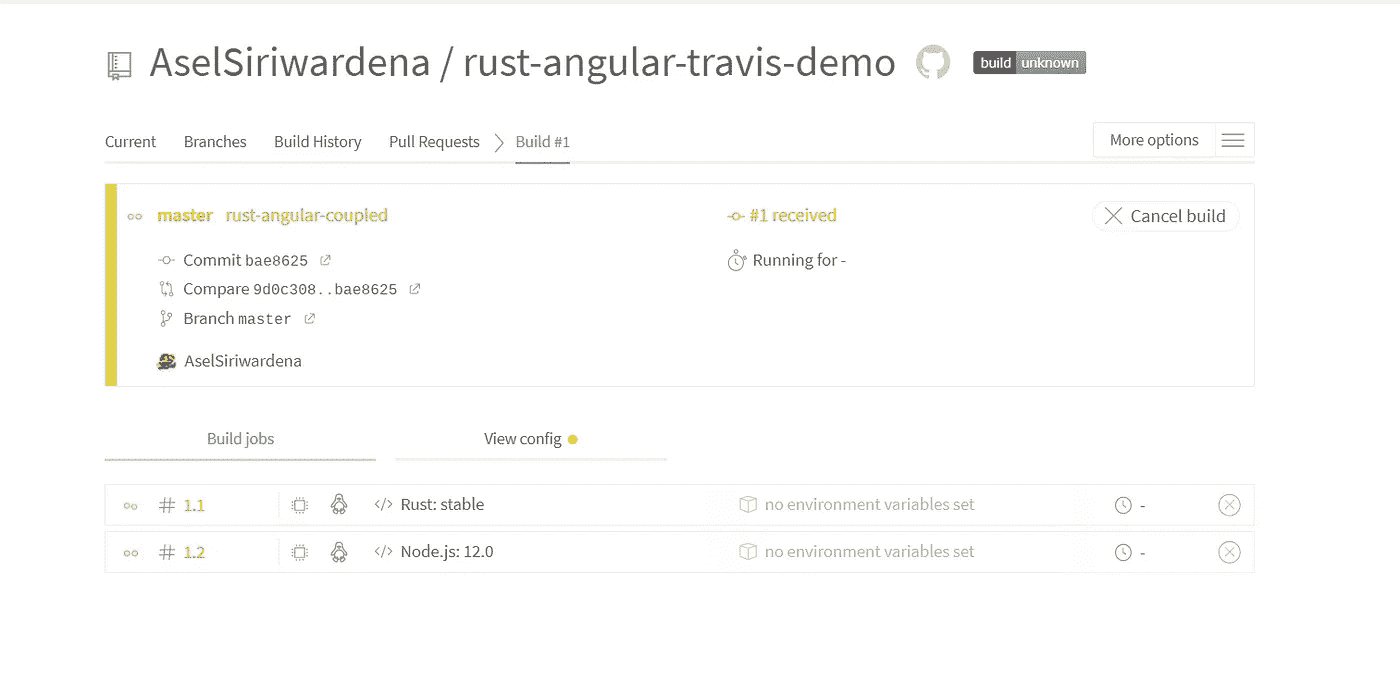 AselSiriwardena / rust-angular-travis-demo build unknown
Current Branches Build History Pull Requests Build #1 More options
master rust-angular-coupled #1 received Cancel build
Commit bae8625 Running for -
Compare 9d0c308..bae8625
Branch master
AselSiriwardena
Build jobs View config
# 1.1 </> Rust: stable no environment variables set -
# 1.2 </> Node.js: 12.0 no environment variables set -